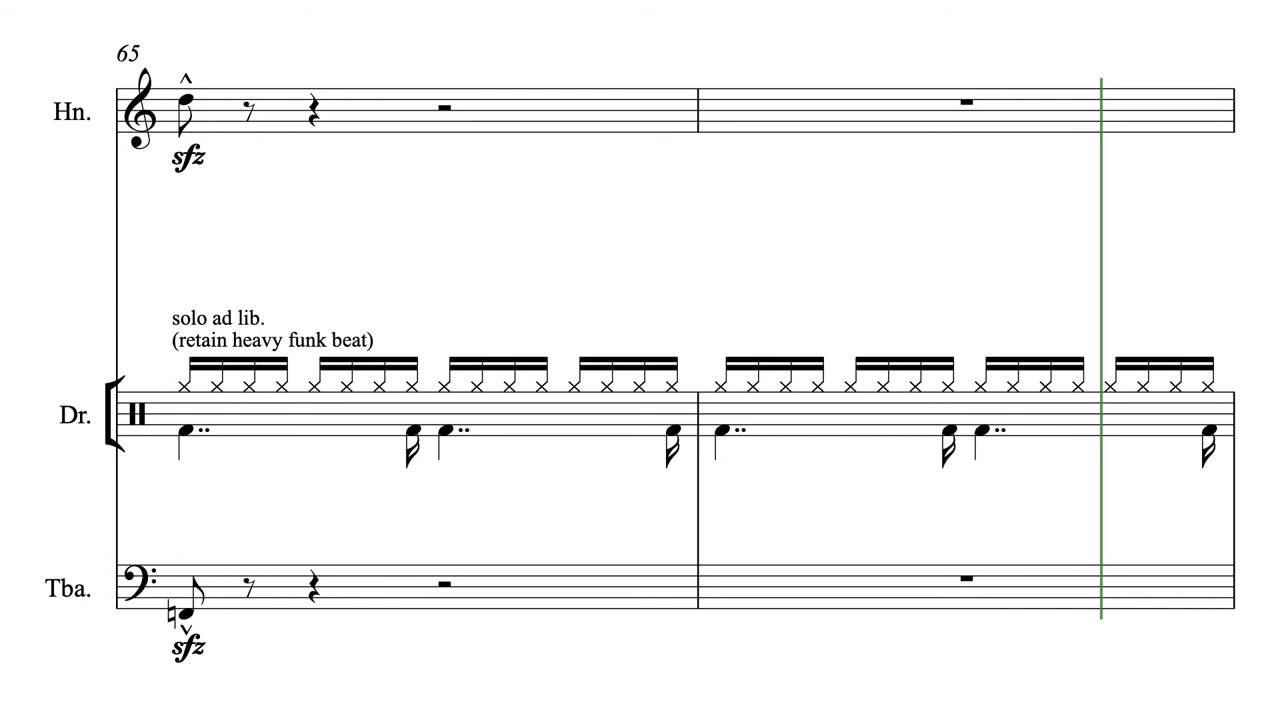 65
Hn.
sfz
solo ad lib.
(retain heavy funk beat)
Dr.
Tba.
sfz